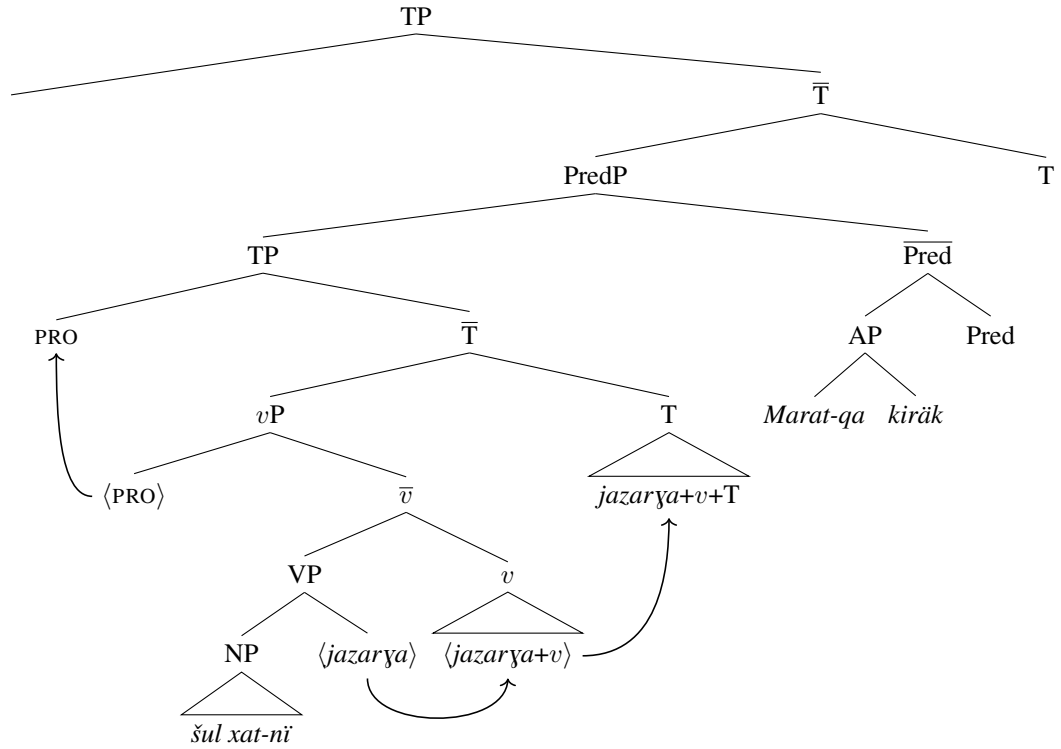 TP
T̅
PredP T
TP P̅r̅e̅d̅
PRO T̅ AP Pred
vP T Marat-qa kiräk
⟨PRO⟩ v̅ jazarɣa+v+T
VP v
NP ⟨jazarɣa⟩ ⟨jazarɣa+v⟩
šul xat-nï